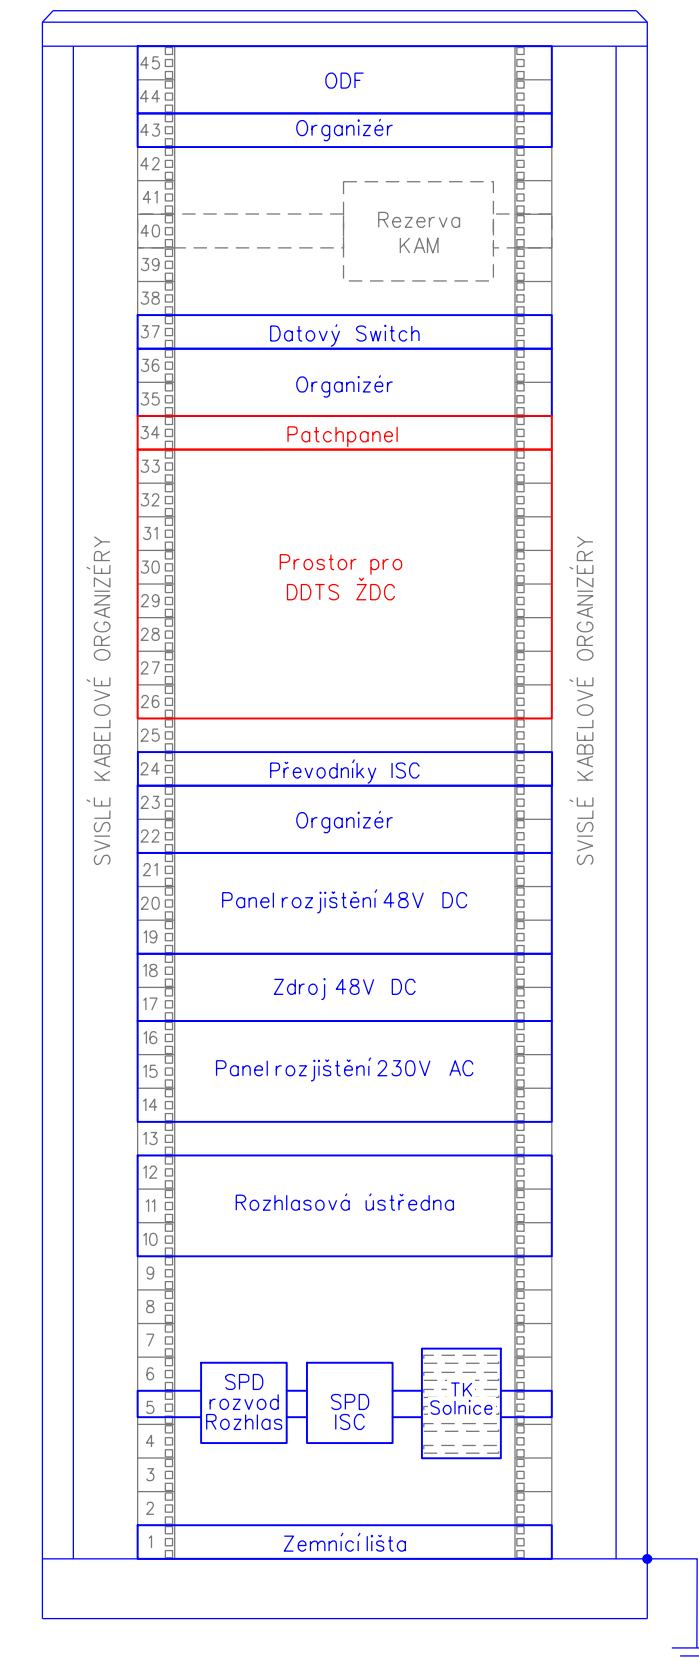 45
ODF
44
43
Organizér
42
41
Rezerva
40
KAM
39
38
37
Datový Switch
36
Organizér
35
34
Patchpanel
33
32
31
30
Prostor pro
29
DDTS ŽDC
28
27
26
25
24
Převodníky ISC
23
Organizér
22
21
20
Panel rozjištění 48V DC
19
18
Zdroj 48V DC
17
16
15
Panel rozjištění 230V AC
14
13
12
11
Rozhlasová ústředna
10
9
8
7
6
5
4
3
2
SPD
rozvod
Rozhlas
SPD
ISC
TK
Solnice
1
Zemnící lišta
SVISLÉ KABELOVÉ ORGANIZÉRY
SVISLÉ KABELOVÉ ORGANIZÉRY